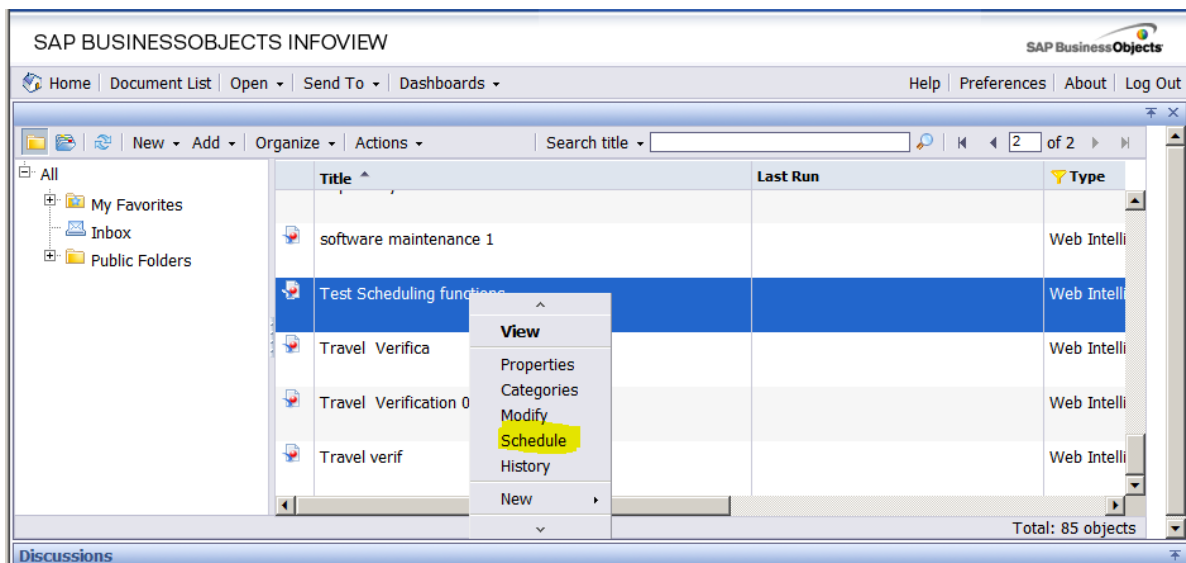 SAP BUSINESSOBJECTS INFOVIEW
SAP BusinessObjects
Home Document List Open Send To Dashboards Help Preferences About Log Out
New Add Organize Actions Search title 2 of 2
All
My Favorites
Inbox
Public Folders
Title Last Run Type
software maintenance 1 Web Intelli
Test Scheduling functions Web Intelli
Travel Verifica Web Intelli
Travel Verification 0 Web Intelli
Travel verif Web Intelli
View
Properties
Categories
Modify
Schedule
History
New
Total: 85 objects
Discussions